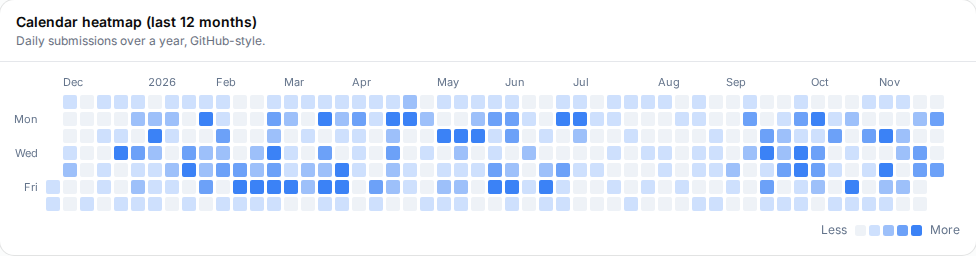 Calendar heatmap (last 12 months)
Daily submissions over a year, GitHub-style.
Dec 2026 Feb Mar Apr May Jun Jul Aug Sep Oct Nov
Mon
Wed
Fri
Less More